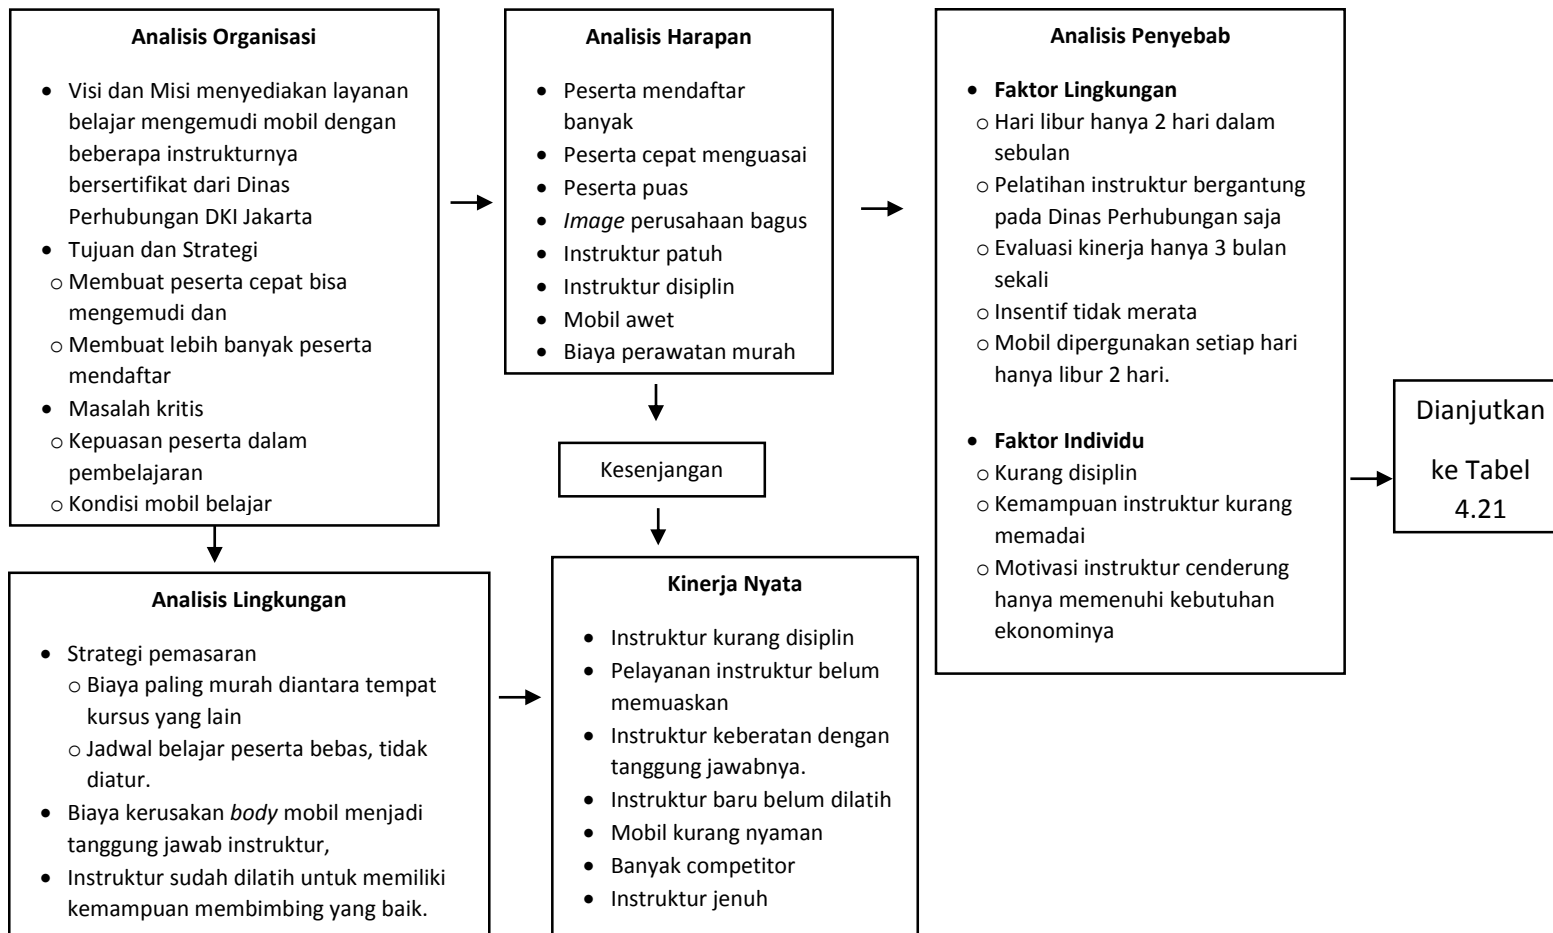 Analisis Organisasi
• Visi dan Misi menyediakan layanan
belajar mengemudi mobil dengan
beberapa instrukturnya
bersertifikat dari Dinas
Perhubungan DKI Jakarta
• Tujuan dan Strategi
o Membuat peserta cepat bisa
mengemudi dan
o Membuat lebih banyak peserta
mendaftar
• Masalah kritis
o Kepuasan peserta dalam
pembelajaran
o Kondisi mobil belajar
Analisis Harapan
• Peserta mendaftar
banyak
• Peserta cepat menguasai
• Peserta puas
• Image perusahaan bagus
• Instruktur patuh
• Instruktur disiplin
• Mobil awet
• Biaya perawatan murah
Kesenjangan
Analisis Penyebab
• Faktor Lingkungan
o Hari libur hanya 2 hari dalam
sebulan
o Pelatihan instruktur bergantung
pada Dinas Perhubungan saja
o Evaluasi kinerja hanya 3 bulan
sekali
o Insentif tidak merata
o Mobil dipergunakan setiap hari
hanya libur 2 hari.
• Faktor Individu
o Kurang disiplin
o Kemampuan instruktur kurang
memadai
o Motivasi instruktur cenderung
hanya memenuhi kebutuhan
ekonominya
Dianjutkan
ke Tabel
4.21
Analisis Lingkungan
• Strategi pemasaran
o Biaya paling murah diantara tempat
kursus yang lain
o Jadwal belajar peserta bebas, tidak
diatur.
• Biaya kerusakan body mobil menjadi
tanggung jawab instruktur,
• Instruktur sudah dilatih untuk memiliki
kemampuan membimbing yang baik.
Kinerja Nyata
• Instruktur kurang disiplin
• Pelayanan instruktur belum
memuaskan
• Instruktur keberatan dengan
tanggung jawabnya.
• Instruktur baru belum dilatih
• Mobil kurang nyaman
• Banyak competitor
• Instruktur jenuh